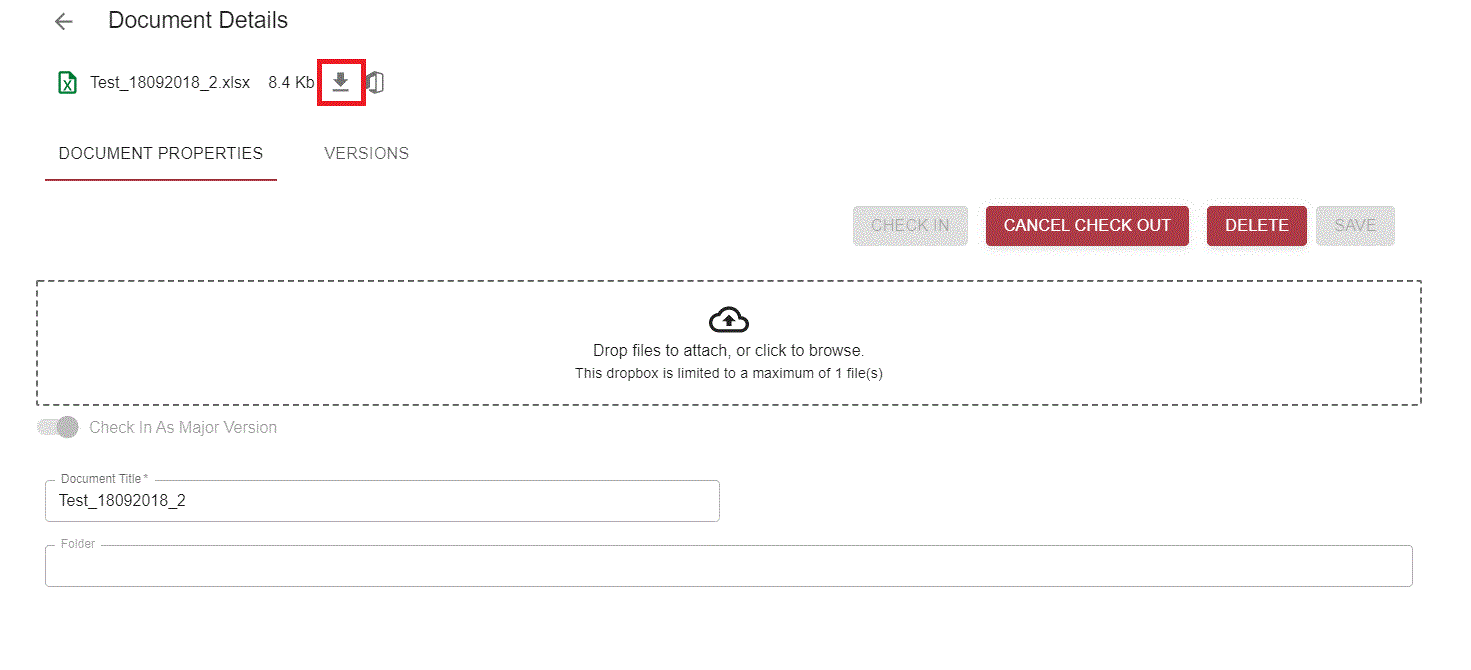 Document Details
Test_18092018_2.xlsx 8.4 Kb
DOCUMENT PROPERTIES VERSIONS
CHECK IN CANCEL CHECK OUT DELETE SAVE
Drop files to attach, or click to browse.
This dropbox is limited to a maximum of 1 file(s)
Check In As Major Version
Document Title *
Test_18092018_2
Folder